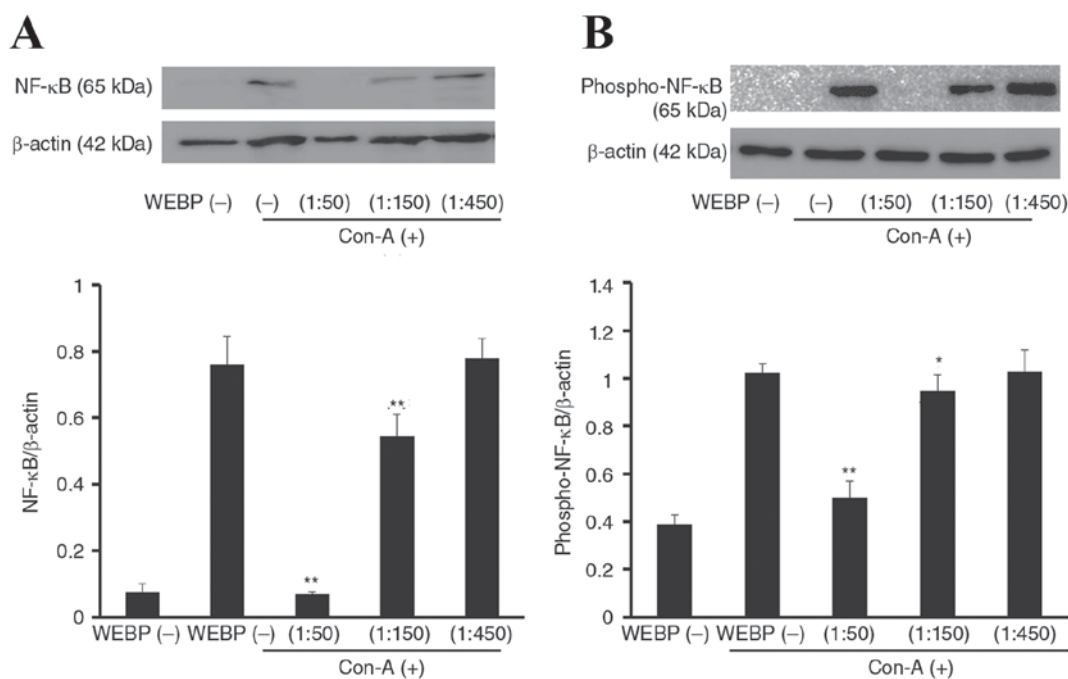 A
NF-κB (65 kDa)
β-actin (42 kDa)
WEBP (–) (–) (1:50) (1:150) (1:450)
Con-A (+)
NF-κB/β-actin
1
0.8
0.6
0.4
0.2
0
**
**
WEBP (–) WEBP (–) (1:50) (1:150) (1:450)
Con-A (+)
B
Phospho-NF-κB
(65 kDa)
β-actin (42 kDa)
WEBP (–) (–) (1:50) (1:150) (1:450)
Con-A (+)
Phospho-NF-κB/β-actin
1.4
1.2
1
0.8
0.6
0.4
0.2
0
**
*
WEBP (–) WEBP (–) (1:50) (1:150) (1:450)
Con-A (+)